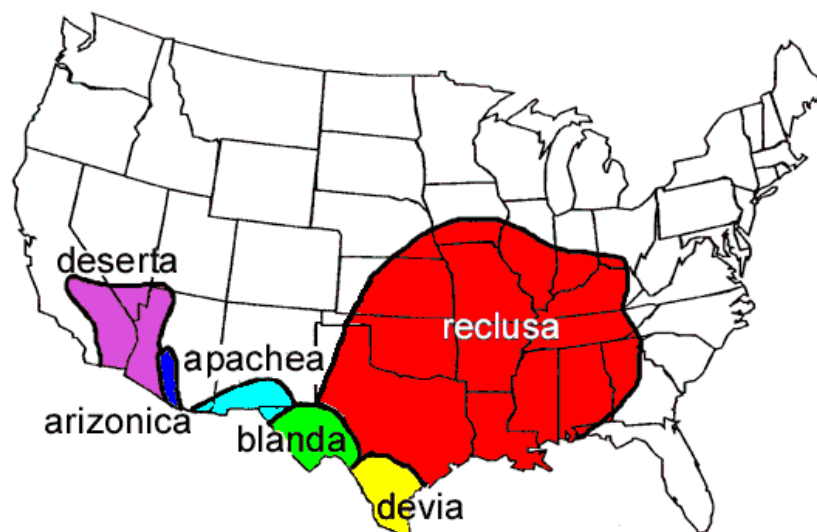 deserta
reclusa
apachea
arizonica
blanda
devia